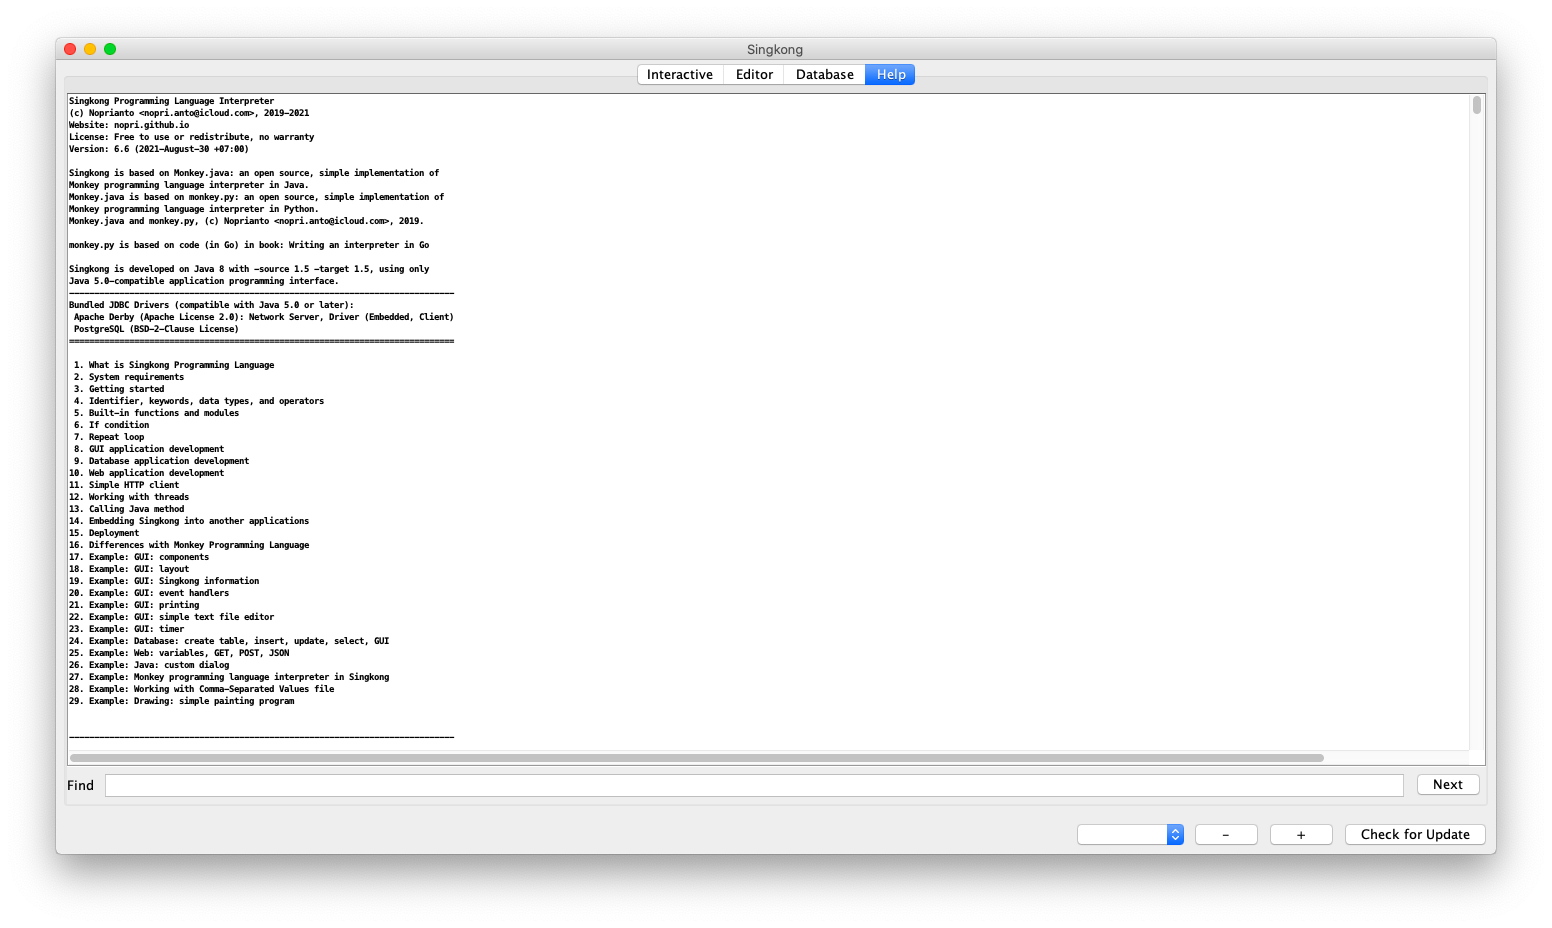 Singkong
Interactive Editor Database Help
Singkong Programming Language Interpreter
(c) Noprianto <nopri.anto@icloud.com>, 2019-2021
Website: nopri.github.io
License: Free to use or redistribute, no warranty
Version: 6.6 (2021-August-30 +07:00)
Singkong is based on Monkey.java: an open source, simple implementation of
Monkey programming language interpreter in Java.
Monkey.java is based on monkey.py: an open source, simple implementation of
Monkey programming language interpreter in Python.
Monkey.java and monkey.py, (c) Noprianto <nopri.anto@icloud.com>, 2019.
monkey.py is based on code (in Go) in book: Writing an interpreter in Go
Singkong is developed on Java 8 with -source 1.5 -target 1.5, using only
Java 5.0-compatible application programming interface.
-----------------------------------------------------------------------------
Bundled JDBC Drivers (compatible with Java 5.0 or later):
Apache Derby (Apache License 2.0): Network Server, Driver (Embedded, Client)
PostgreSQL (BSD-2-Clause License)
=============================================================================
1. What is Singkong Programming Language
2. System requirements
3. Getting started
4. Identifier, keywords, data types, and operators
5. Built-in functions and modules
6. If condition
7. Repeat loop
8. GUI application development
9. Database application development
10. Web application development
11. Simple HTTP client
12. Working with threads
13. Calling Java method
14. Embedding Singkong into another applications
15. Deployment
16. Differences with Monkey Programming Language
17. Example: GUI: components
18. Example: GUI: layout
19. Example: GUI: Singkong information
20. Example: GUI: event handlers
21. Example: GUI: printing
22. Example: GUI: simple text file editor
23. Example: GUI: timer
24. Example: Database: create table, insert, update, select, GUI
25. Example: Web: variables, GET, POST, JSON
26. Example: Java: custom dialog
27. Example: Monkey programming language interpreter in Singkong
28. Example: Working with Comma-Separated Values file
29. Example: Drawing: simple painting program
-----------------------------------------------------------------------------
Find Next
- + Check for Update